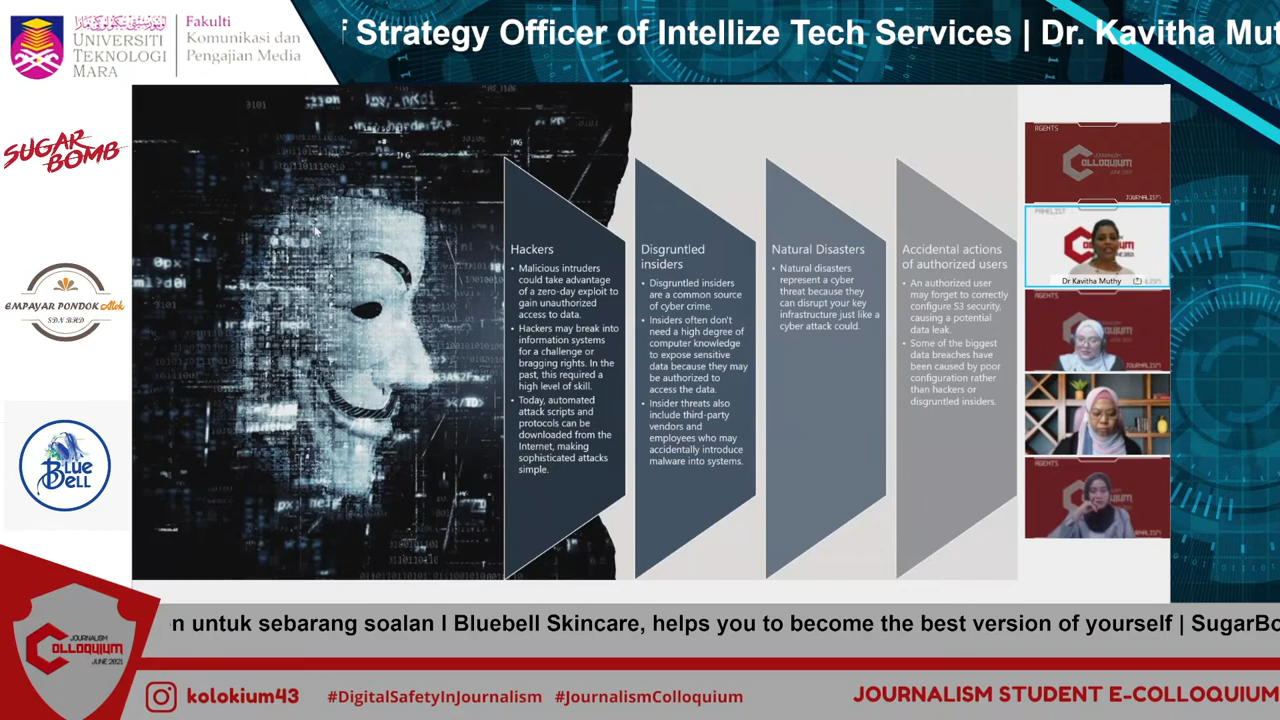 UNIVERSITI
TEKNOLOGI
MARA
Fakulti
Komunikasi dan
Pengajian Media
Strategy Officer of Intellize Tech Services | Dr. Kavitha Mut
SUGAR
BOMB
EMPAYAR PONDOK Atok
SDN BHD
BLUE
BELL
Hackers
• Malicious intruders
could take advantage
of a zero-day exploit to
gain unauthorized
access to data.
• Hackers may break into
information systems
for a challenge or
bragging rights. In the
past, this required a
high level of skill.
• Today, automated
attack scripts and
protocols can be
downloaded from the
Internet, making
sophisticated attacks
simple.
Disgruntled
insiders
• Disgruntled insiders
are a common source
of cyber crime.
• Insiders often don't
need a high degree of
computer knowledge
to expose sensitive
data because they may
be authorized to
access the data.
• Insider threats also
include third-party
vendors and
employees who may
accidentally introduce
malware into systems.
Natural Disasters
• Natural disasters
represent a cyber
threat because they
can disrupt your key
infrastructure just like a
cyber attack could.
Accidental actions
of authorized users
• An authorized user
may forget to correctly
configure S3 security,
causing a potential
data leak.
• Some of the biggest
data breaches have
been caused by poor
configuration rather
than hackers or
disgruntled insiders.
AGENTS
JOURNALISM
COLLOQUIUM
JOURNALISM
PANELIST
Dr Kavitha Muthy
JOURNALISM
AGENTS
n untuk sebarang soalan I Bluebell Skincare, helps you to become the best version of yourself | SugarBo
JOURNALISM
COLLOQUIUM
JUNE 2021
kolokium43
#DigitalSafetyInJournalism #JournalismColloquium
JOURNALISM STUDENT E-COLLOQUIUM